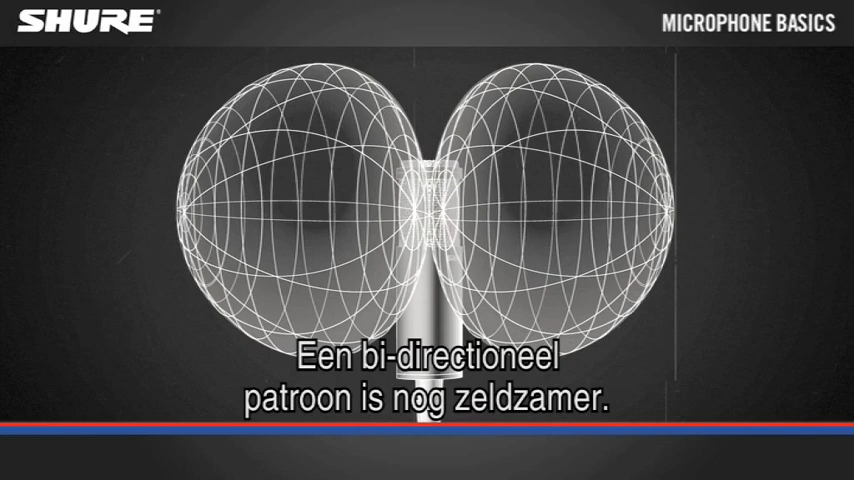 SHURE®
MICROPHONE BASICS
Een bi-directioneel
patroon is nog zeldzamer.